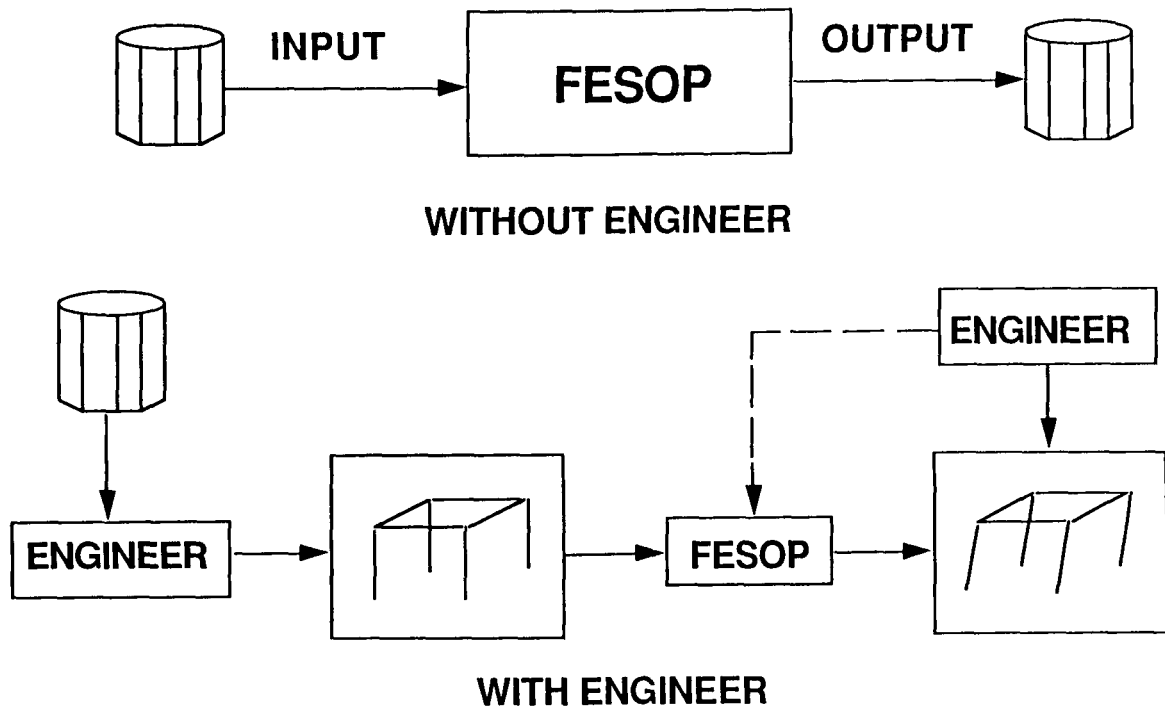 INPUT
FESOP
OUTPUT
WITHOUT ENGINEER
ENGINEER
ENGINEER
FESOP
WITH ENGINEER